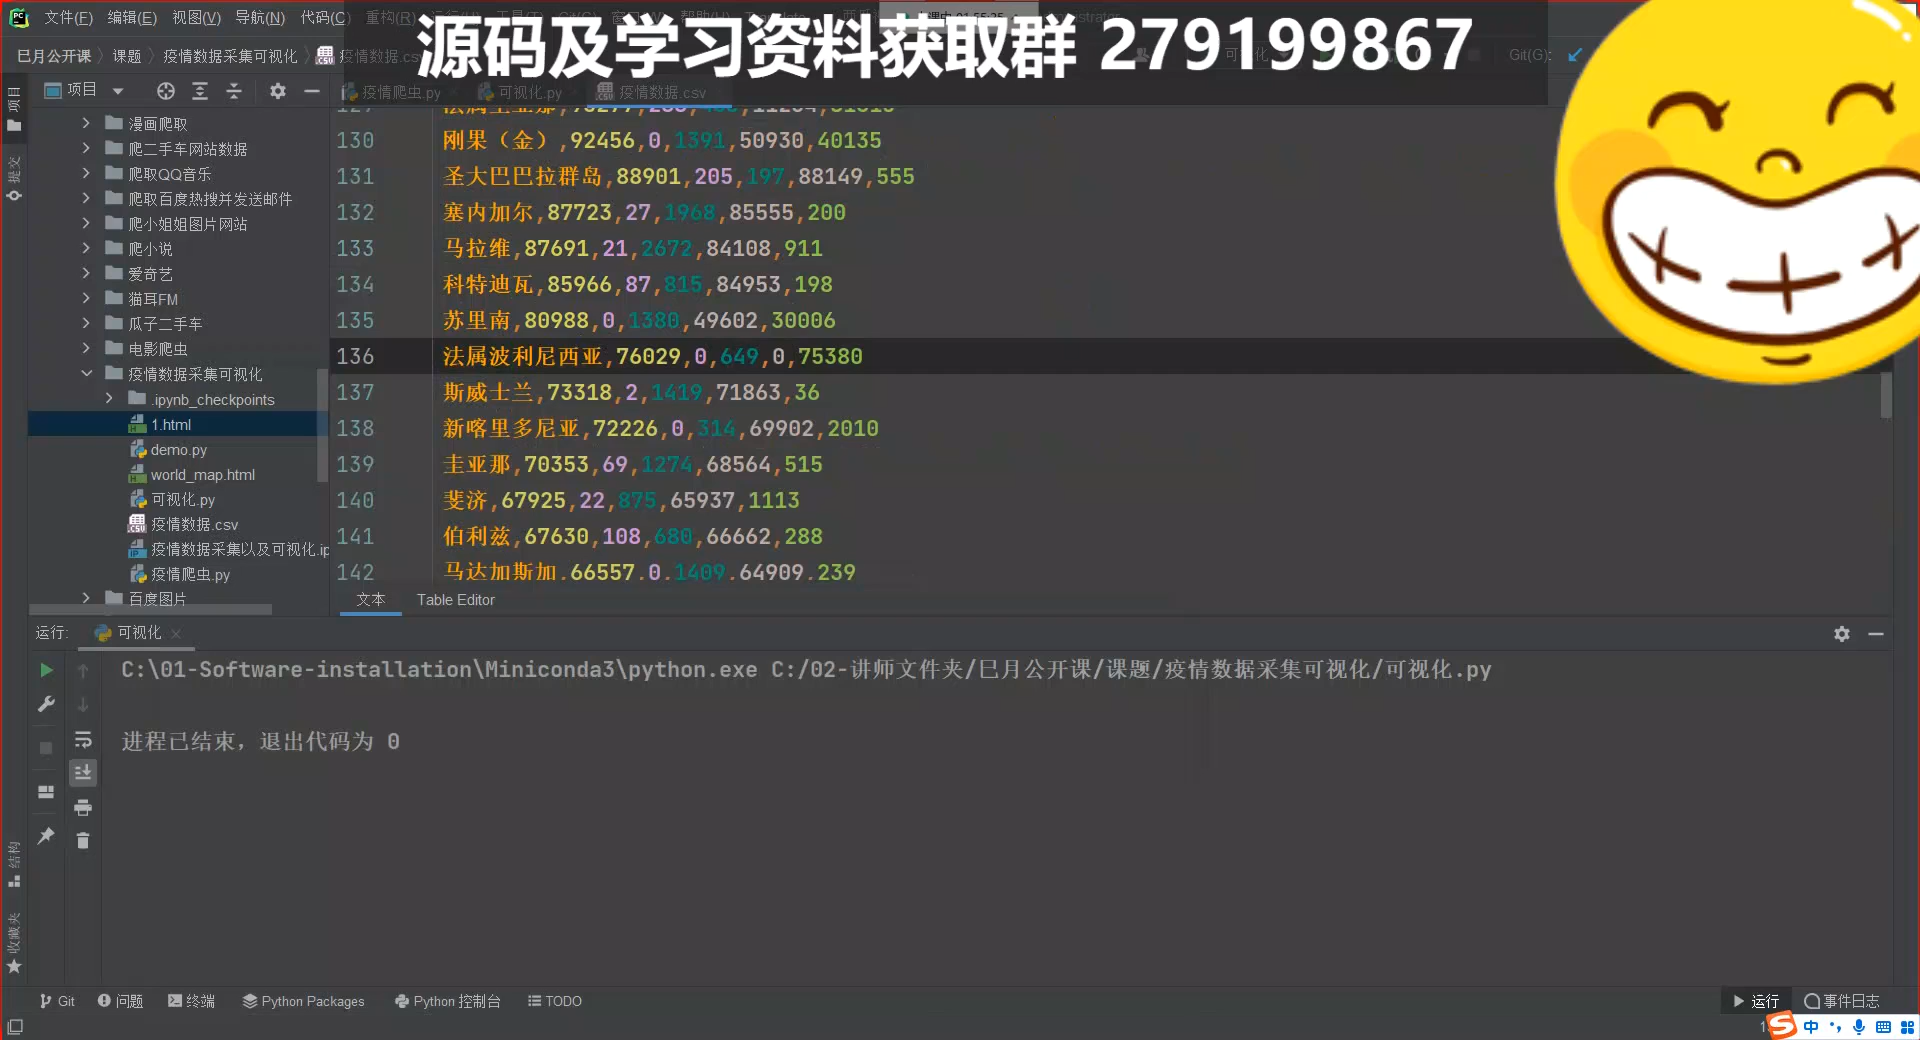 文件(F) 编辑(E) 视图(V) 导航(N) 代码(C)
源码及学习资料获取群 279199867
巳月公开课 课题 疫情数据采集可视化 疫情数据.cs Git(G):
项目
疫情爬虫.py 可视化.py 疫情数据.csv
漫画爬取
爬二手车网站数据
爬取QQ音乐
爬取百度热搜并发送邮件
爬小姐姐图片网站
爬小说
爱奇艺
猫耳FM
瓜子二手车
电影爬虫
疫情数据采集可视化
.ipynb_checkpoints
1.html
demo.py
world_map.html
可视化.py
疫情数据.csv
疫情数据采集以及可视化.ip
疫情爬虫.py
百度图片
130 刚果（金）,92456,0,1391,50930,40135
131 圣大巴巴拉群岛,88901,205,197,88149,555
132 塞内加尔,87723,27,1968,85555,200
133 马拉维,87691,21,2672,84108,911
134 科特迪瓦,85966,87,815,84953,198
135 苏里南,80988,0,1380,49602,30006
136 法属波利尼西亚,76029,0,649,0,75380
137 斯威士兰,73318,2,1419,71863,36
138 新喀里多尼亚,72226,0,314,69902,2010
139 圭亚那,70353,69,1274,68564,515
140 斐济,67925,22,875,65937,1113
141 伯利兹,67630,108,680,66662,288
142 马达加斯加,66557,0,1409,64909,239
文本 Table Editor
项目
提交
结构
收藏夹
运行: 可视化
C:\01-Software-installation\Miniconda3\python.exe C:/02-讲师文件夹/巳月公开课/课题/疫情数据采集可视化/可视化.py
进程已结束，退出代码为 0
Git 问题 终端 Python Packages Python 控制台 TODO
运行 事件日志
中